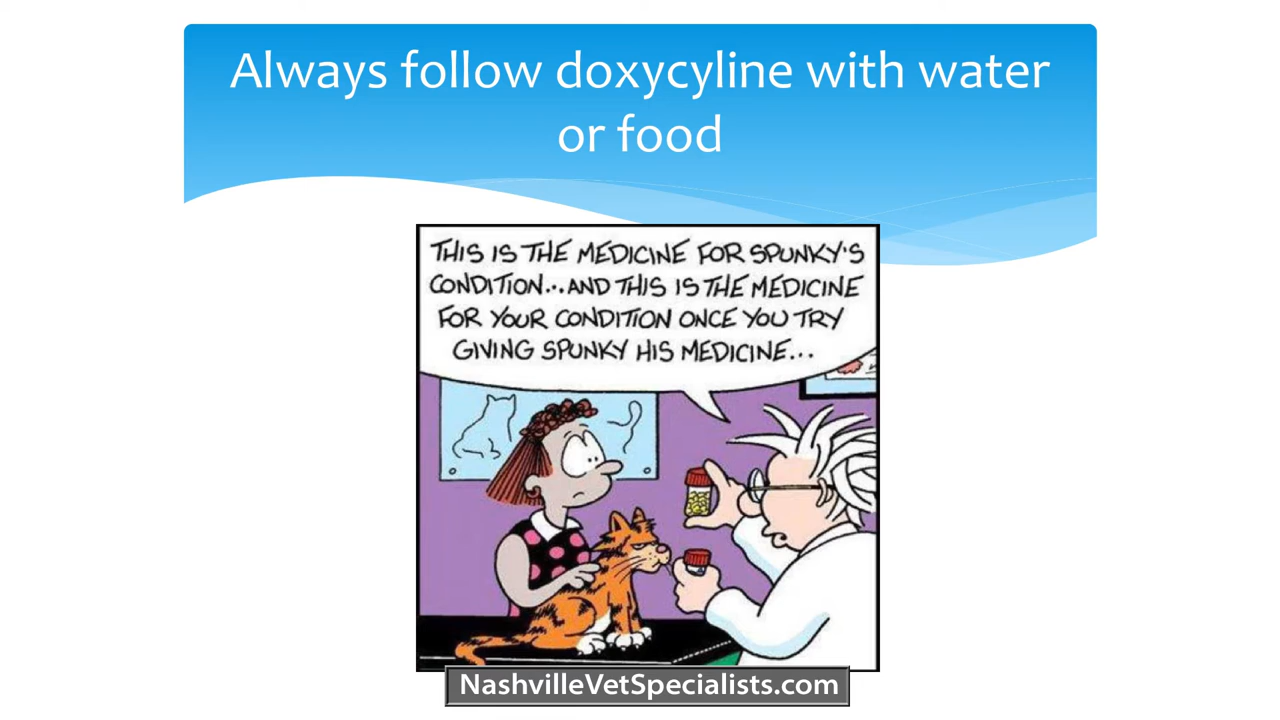 Always follow doxycyline with water
or food
THIS IS THE MEDICINE FOR SPUNKY'S
CONDITION...AND THIS IS THE MEDICINE
FOR YOUR CONDITION ONCE YOU TRY
GIVING SPUNKY HIS MEDICINE...
NashvilleVetSpecialists.com